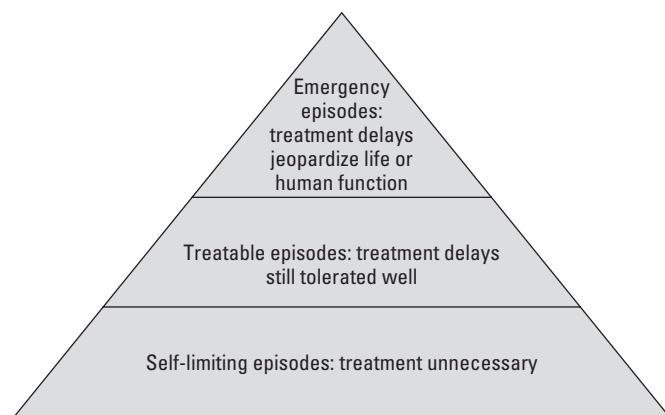 Emergency
episodes:
treatment delays
jeopardize life or
human function
Treatable episodes: treatment delays
still tolerated well
Self-limiting episodes: treatment unnecessary